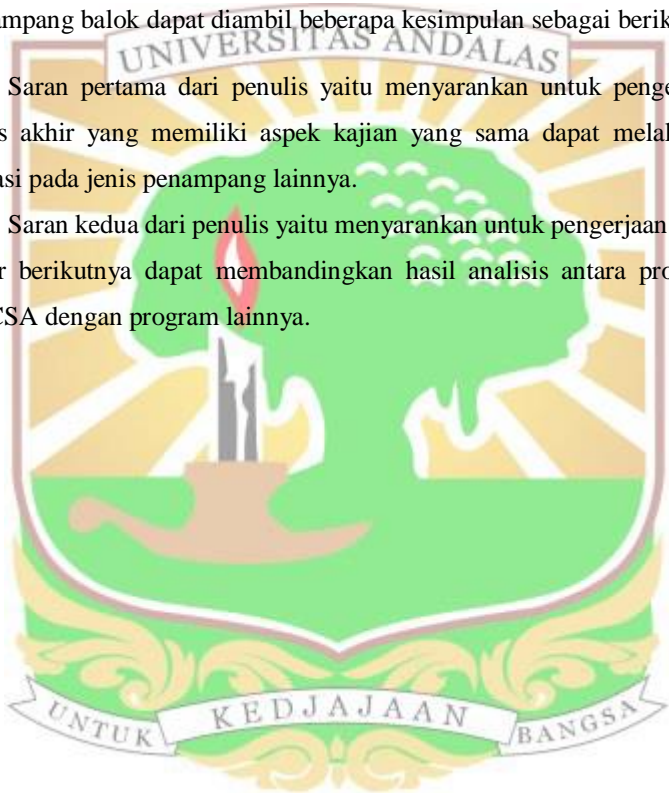 ampang balok dapat diambil beberapa kesimpulan sebagai berik
UNIVERSITAS ANDALAS
Saran pertama dari penulis yaitu menyarankan untuk penge
s akhir yang memiliki aspek kajian yang sama dapat mela
asi pada jenis penampang lainnya.
Saran kedua dari penulis yaitu menyarankan untuk pengerjaan
r berikutnya dapat membandingkan hasil analisis antara pro
CSA dengan program lainnya.
UNTUK KEDJAJAAN BANGSA